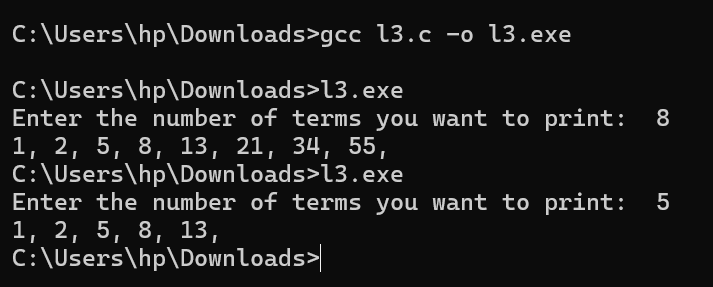 C:\Users\hp\Downloads>gcc l3.c -o l3.exe
C:\Users\hp\Downloads>l3.exe
Enter the number of terms you want to print:  8
1, 2, 5, 8, 13, 21, 34, 55,
C:\Users\hp\Downloads>l3.exe
Enter the number of terms you want to print:  5
1, 2, 5, 8, 13,
C:\Users\hp\Downloads>